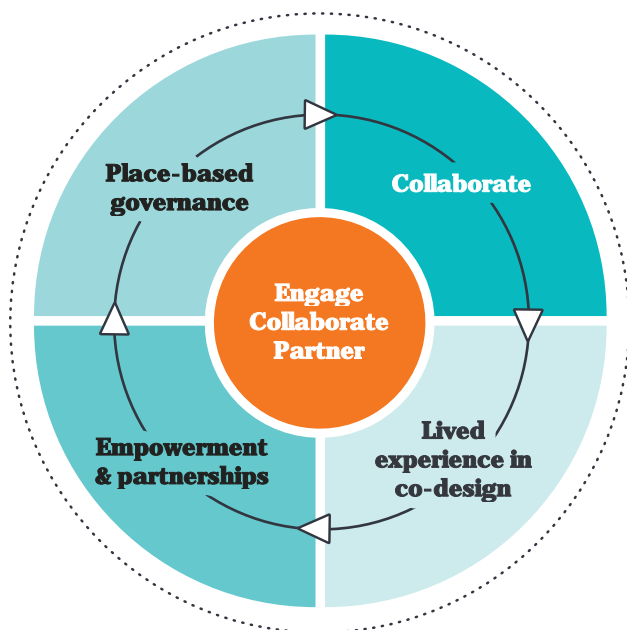 Place-based
governance
Collaborate
Engage
Collaborate
Partner
Empowerment
& partnerships
Lived
experience in
co-design